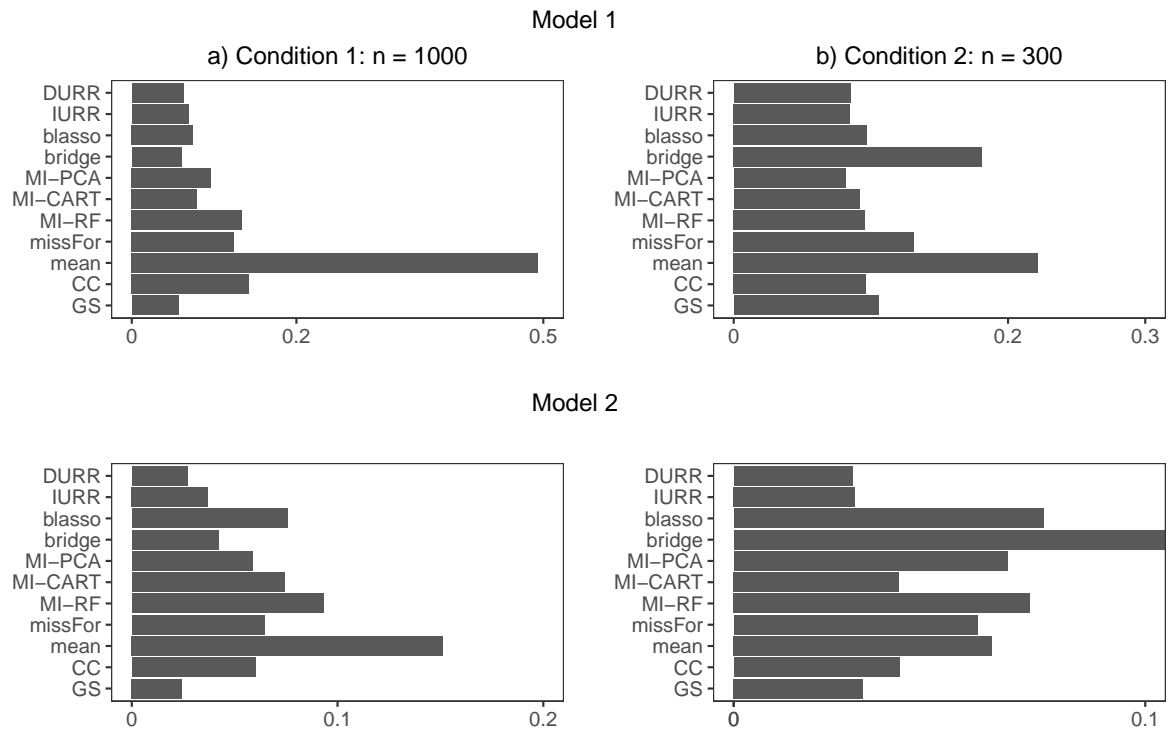 Model 1
a) Condition 1: n = 1000
b) Condition 2: n = 300
DURR
IURR
blasso
bridge
MI−PCA
MI−CART
MI−RF
missFor
mean
CC
GS
0 0.2 0.5
DURR
IURR
blasso
bridge
MI−PCA
MI−CART
MI−RF
missFor
mean
CC
GS
0 0.2 0.3
Model 2
DURR
IURR
blasso
bridge
MI−PCA
MI−CART
MI−RF
missFor
mean
CC
GS
0 0.1 0.2
DURR
IURR
blasso
bridge
MI−PCA
MI−CART
MI−RF
missFor
mean
CC
GS
0 0.1